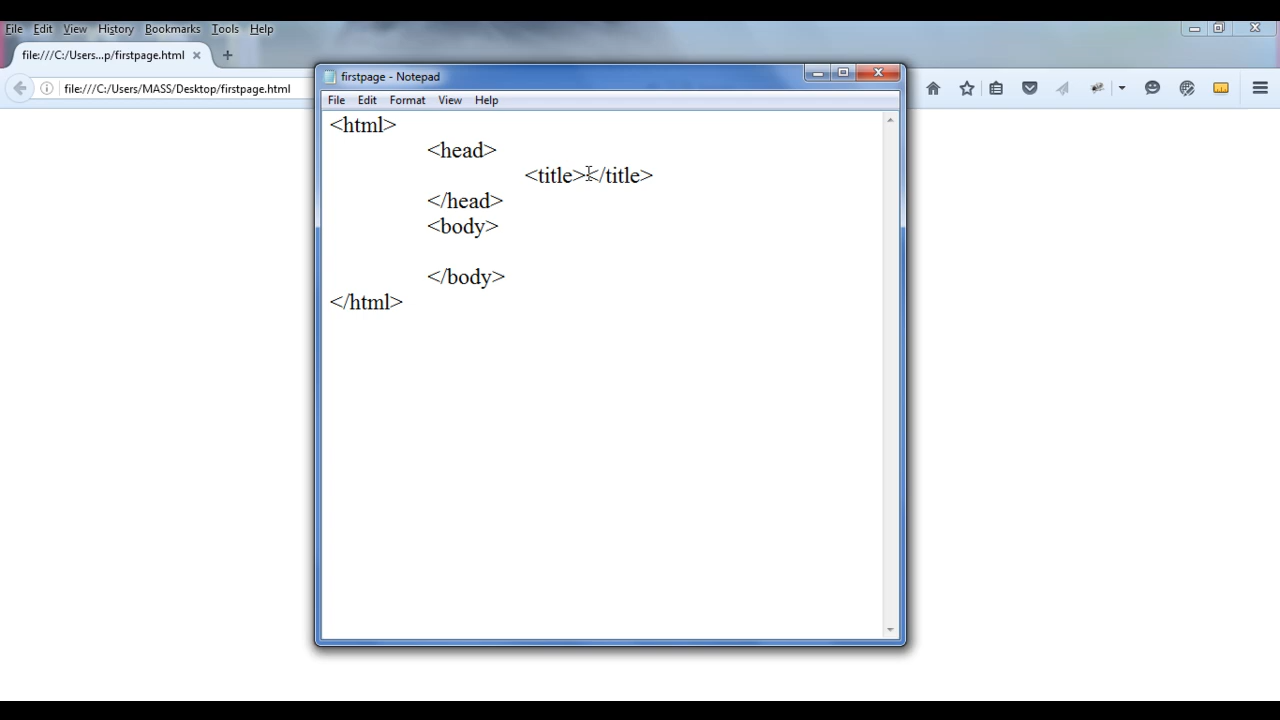 File Edit View History Bookmarks Tools Help
file:///C:/Users...p/firstpage.html
file:///C:/Users/MASS/Desktop/firstpage.html
firstpage - Notepad
File Edit Format View Help
<html>
<head>
<title></title>
</head>
<body>
</body>
</html>